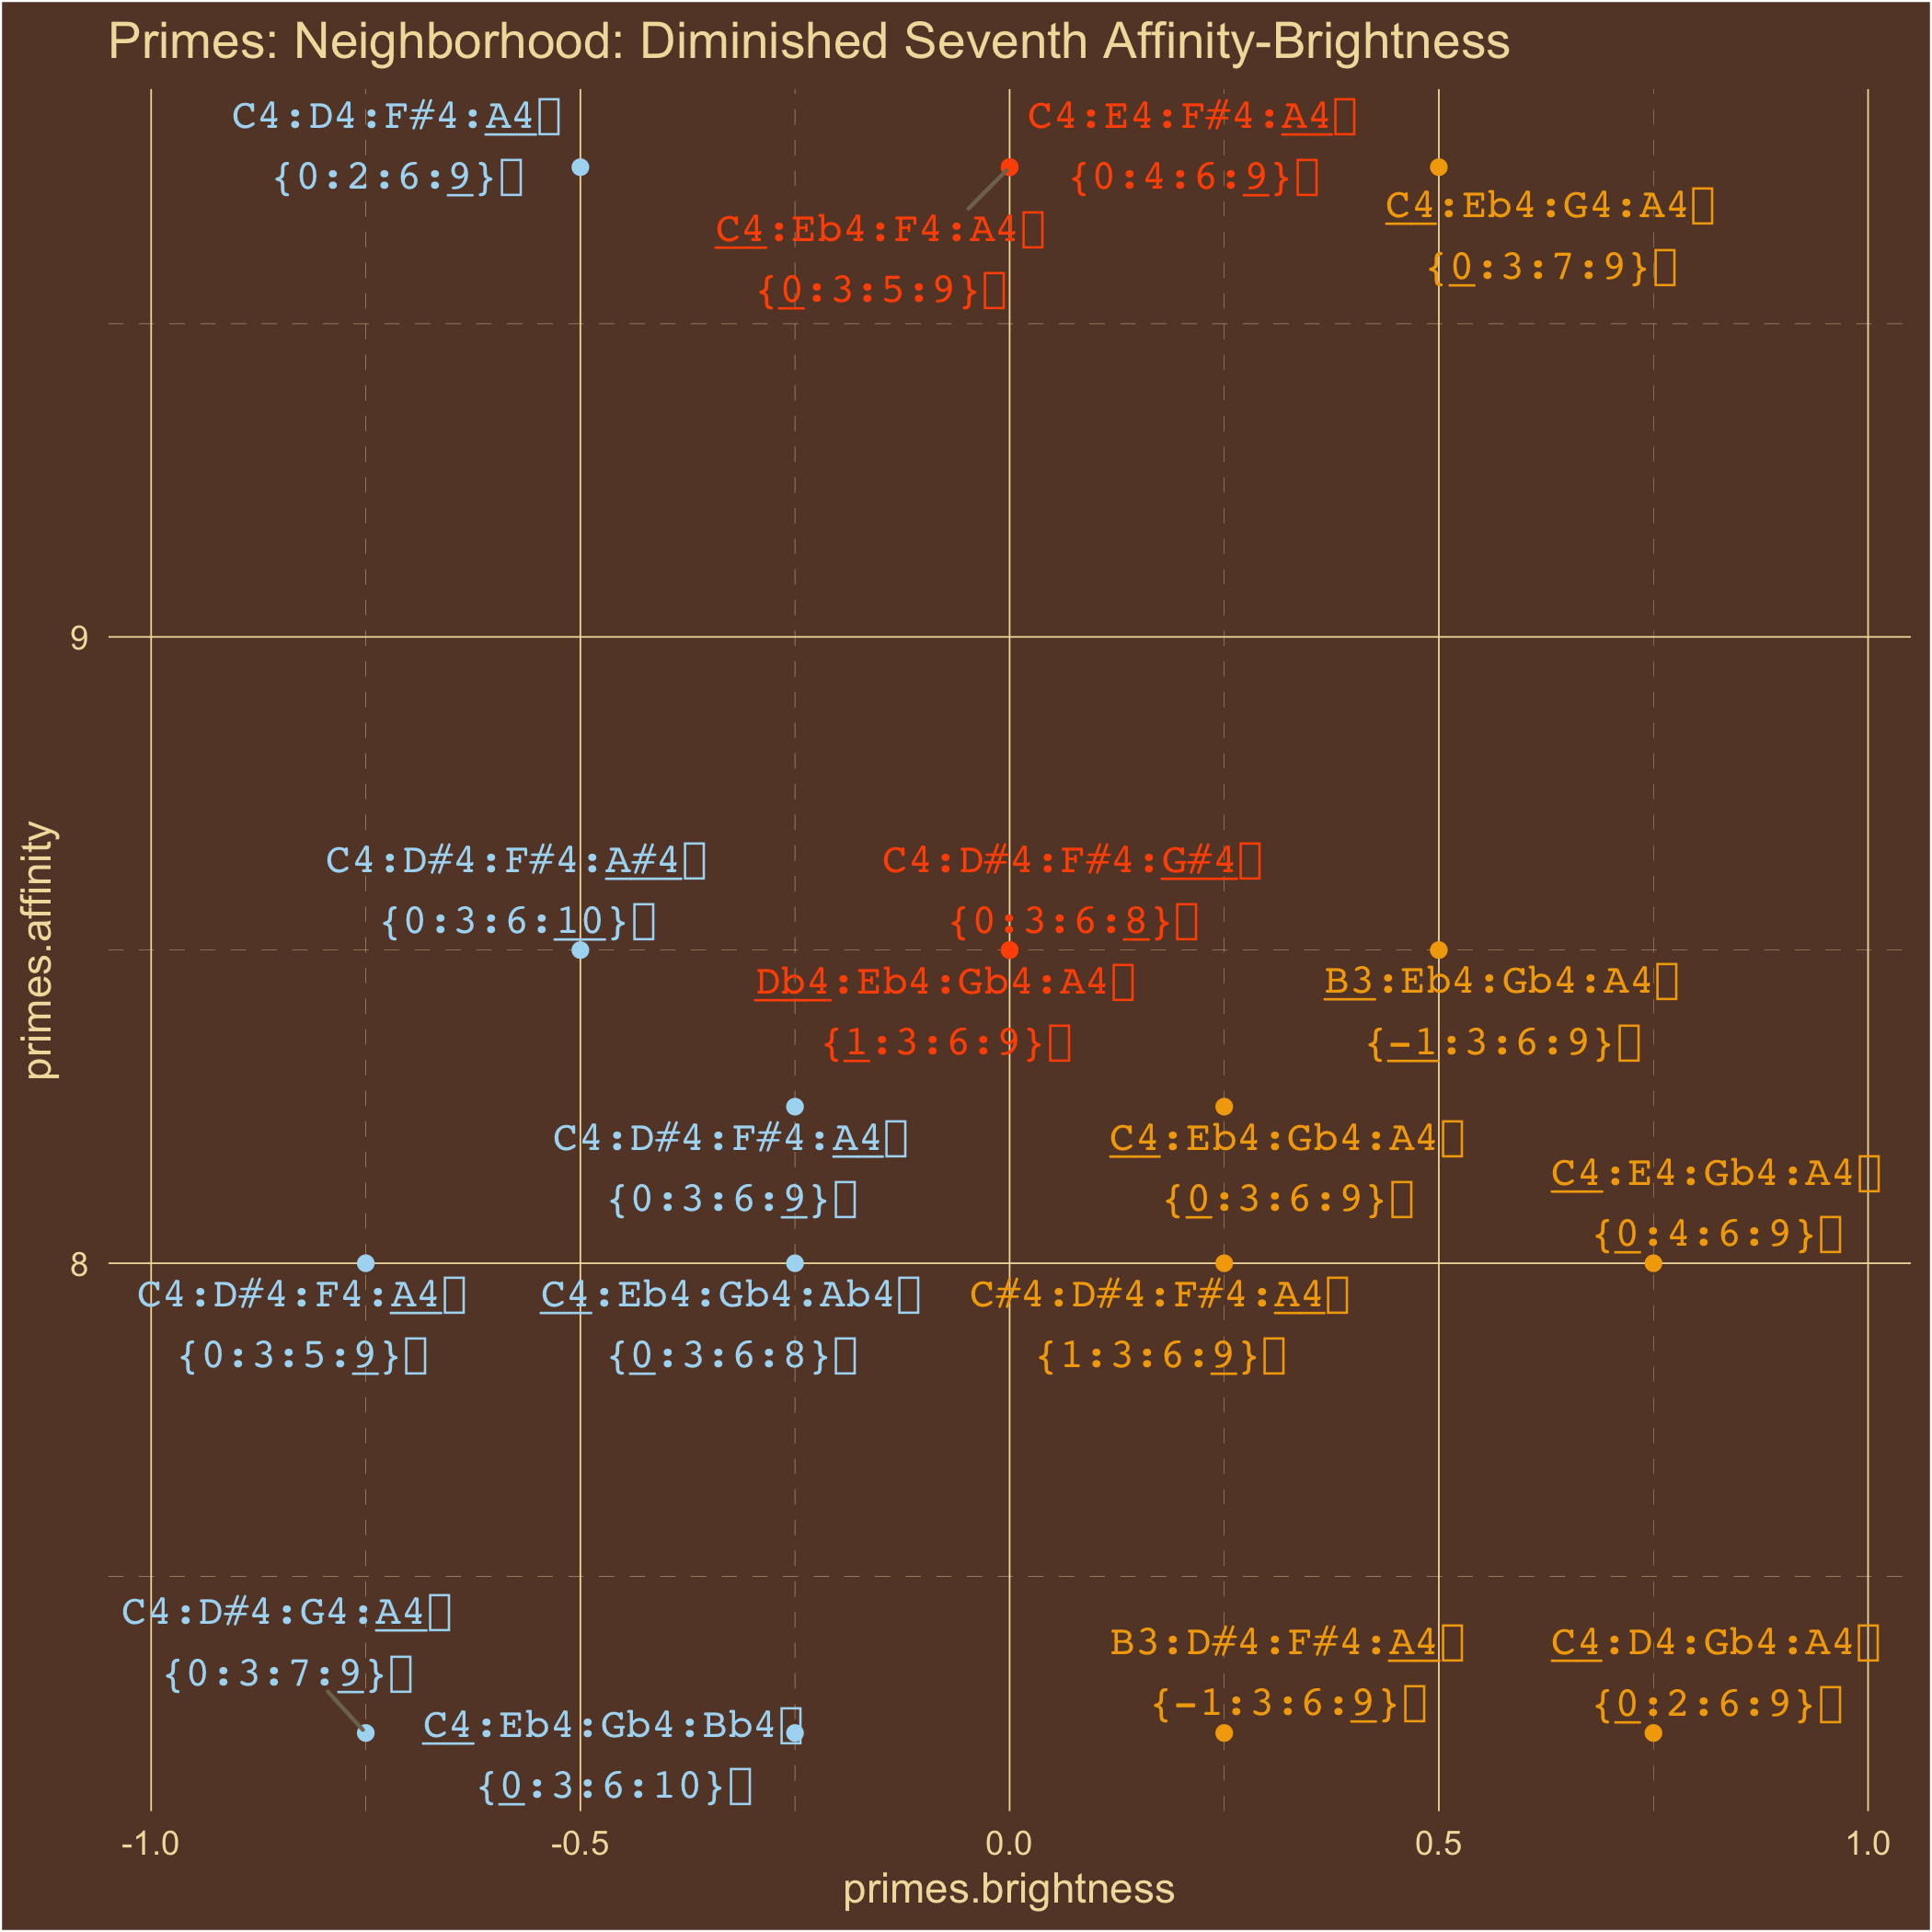 Primes: Neighborhood: Diminished Seventh Affinity-Brightness
C4:D4:F#4:A4
{0:2:6:9}
C4:E4:F#4:A4
{0:4:6:9}
C4:Eb4:G4:A4
{0:3:7:9}
C4:Eb4:F4:A4
{0:3:5:9}
9
primes.affinity
C4:D#4:F#4:A#4
{0:3:6:10}
C4:D#4:F#4:G#4
{0:3:6:8}
Db4:Eb4:Gb4:A4
{1:3:6:9}
B3:Eb4:Gb4:A4
{-1:3:6:9}
C4:D#4:F#4:A4
{0:3:6:9}
C4:Eb4:Gb4:A4
{0:3:6:9}
C4:E4:Gb4:A4
{0:4:6:9}
8
C4:D#4:F4:A4
{0:3:5:9}
C4:Eb4:Gb4:Ab4
{0:3:6:8}
C#4:D#4:F#4:A4
{1:3:6:9}
C4:D#4:G4:A4
{0:3:7:9}
C4:Eb4:Gb4:Bb4
{0:3:6:10}
B3:D#4:F#4:A4
{-1:3:6:9}
C4:D4:Gb4:A4
{0:2:6:9}
-1.0
-0.5
0.0
0.5
1.0
primes.brightness